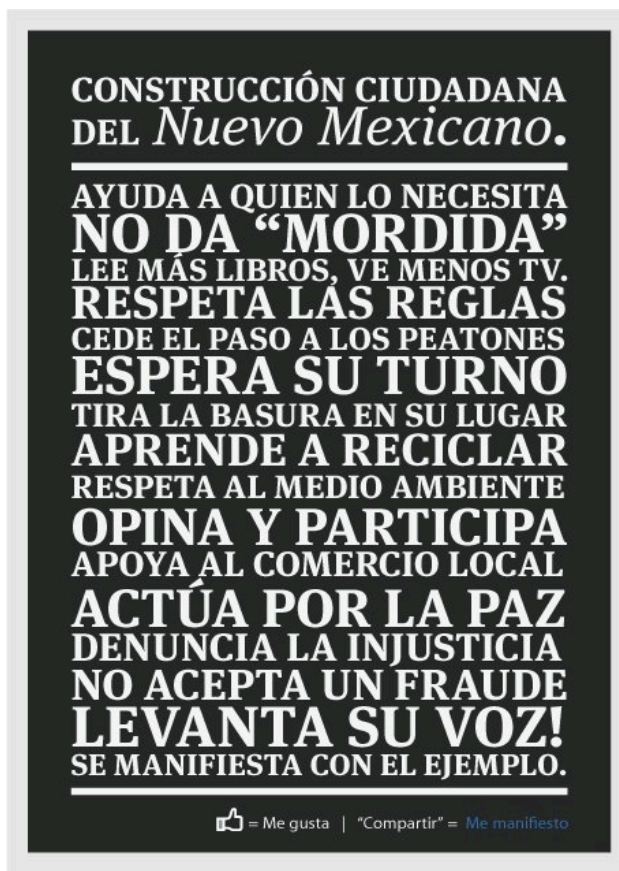 CONSTRUCCIÓN CIUDADANA
DEL Nuevo Mexicano.
AYUDA A QUIEN LO NECESITA
NO DA “MORDIDA”
LEE MÁS LIBROS, VE MENOS TV.
RESPETA LAS REGLAS
CEDE EL PASO A LOS PEATONES
ESPERA SU TURNO
TIRA LA BASURA EN SU LUGAR
APRENDE A RECICLAR
RESPETA AL MEDIO AMBIENTE
OPINA Y PARTICIPA
APOYA AL COMERCIO LOCAL
ACTÚA POR LA PAZ
DENUNCIA LA INJUSTICIA
NO ACEPTA UN FRAUDE
LEVANTA SU VOZ!
SE MANIFIESTA CON EL EJEMPLO.
= Me gusta | “Compartir” = Me manifiesto